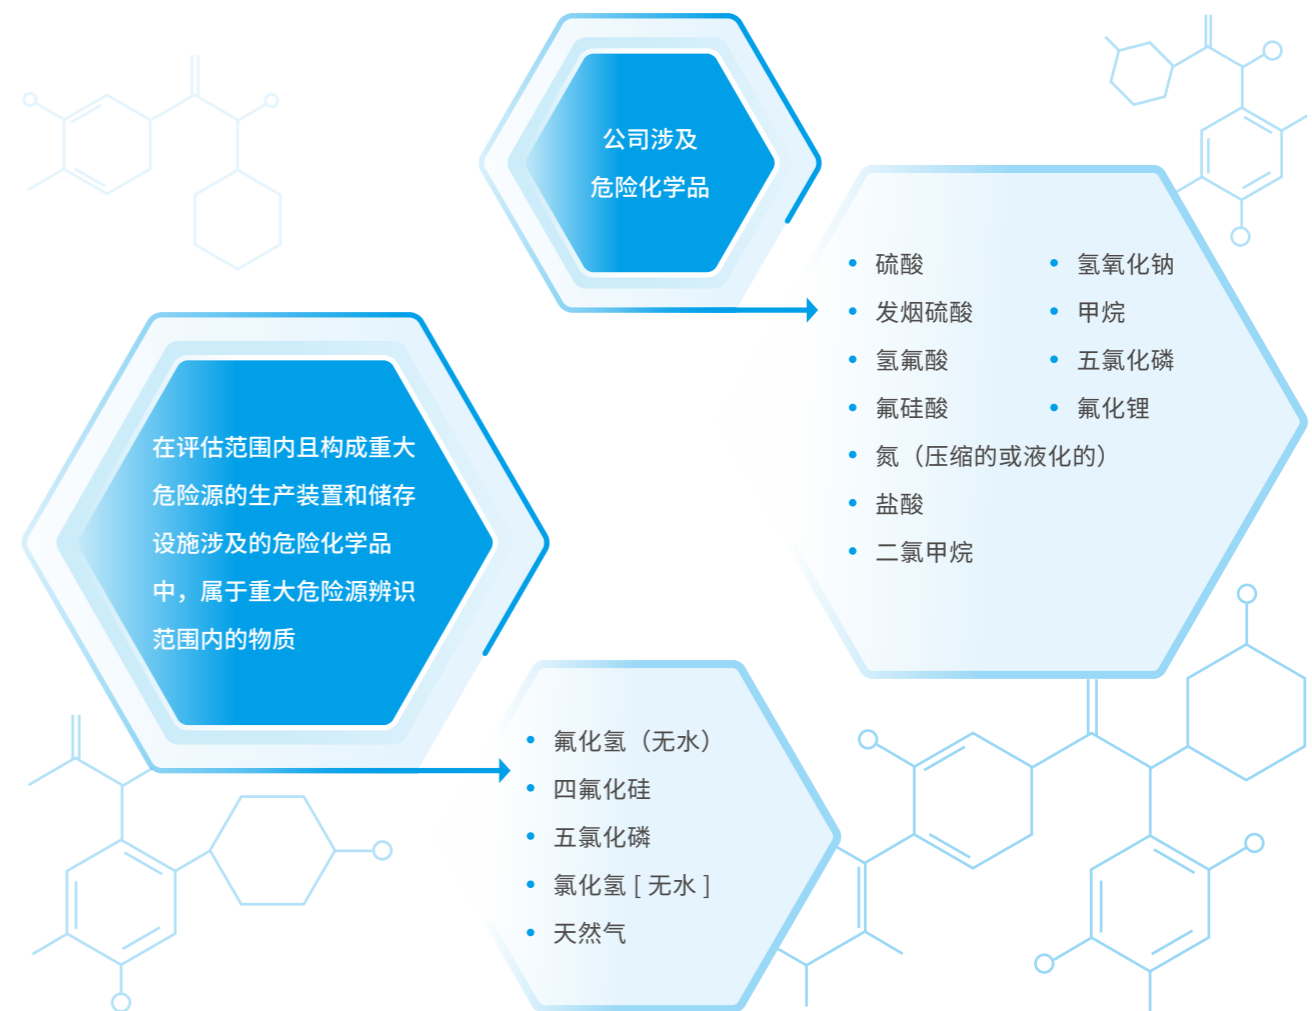 公司涉及
危险化学品
• 硫酸
• 发烟硫酸
• 氢氟酸
• 氟硅酸
• 氮（压缩的或液化的）
• 盐酸
• 二氯甲烷
• 氢氧化钠
• 甲烷
• 五氯化磷
• 氟化锂
在评估范围内且构成重大
危险源的生产装置和储存
设施涉及的危险化学品
中，属于重大危险源辨识
范围内的物质
• 氟化氢（无水）
• 四氟化硅
• 五氯化磷
• 氯化氢 [ 无水 ]
• 天然气